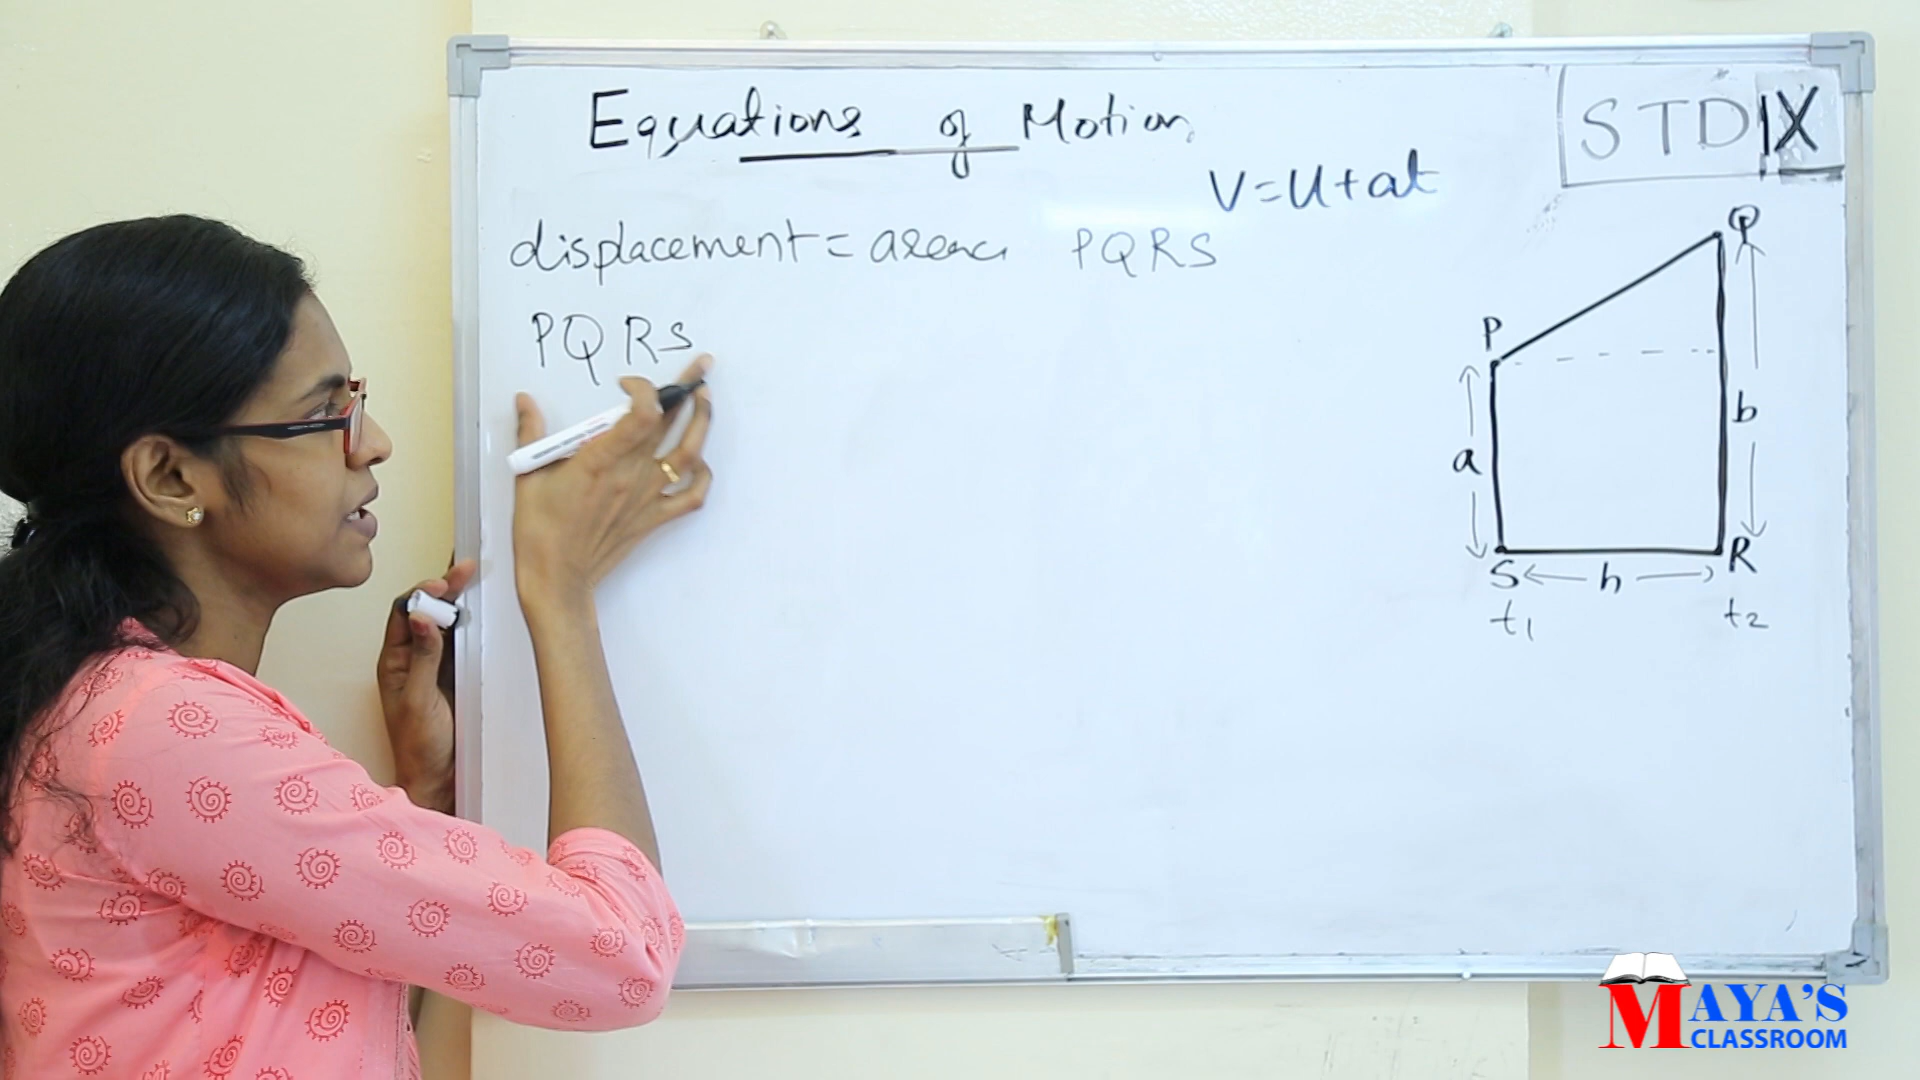 Equations of Motion
STD IX
V=U+at
displacement = area PQRS
PQRS
Q
P
a
b
S h R
t1 t2
MAYA'S
CLASSROOM